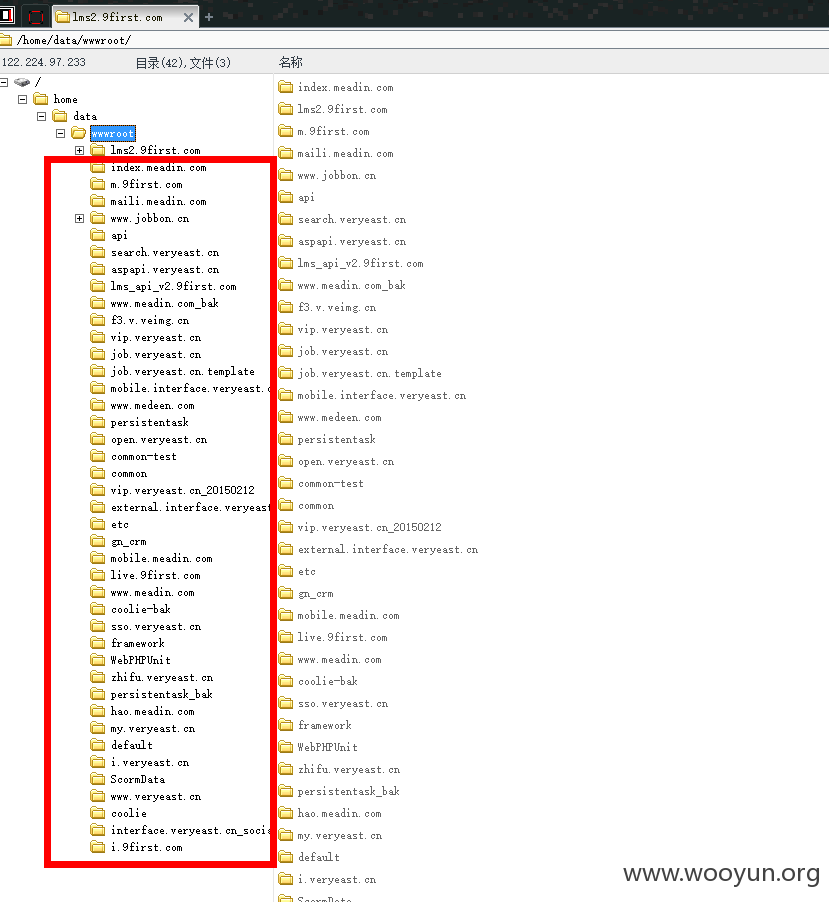 lms2.9first.com
/home/data/wwwroot/
122.224.97.233 目录(42),文件(3) 名称
/
home
data
wwwroot
lms2.9first.com
index.meadin.com
m.9first.com
maili.meadin.com
www.jobbon.cn
api
search.veryeast.cn
aspapi.veryeast.cn
lms_api_v2.9first.com
www.meadin.com_bak
f3.v.veimg.cn
vip.veryeast.cn
job.veryeast.cn
job.veryeast.cn.template
mobile.interface.veryeast.c
www.medeen.com
persistentask
open.veryeast.cn
common-test
common
vip.veryeast.cn_20150212
external.interface.veryeast
etc
gn_crm
mobile.meadin.com
live.9first.com
www.meadin.com
coolie-bak
sso.veryeast.cn
framework
WebPHPUnit
zhifu.veryeast.cn
persistentask_bak
hao.meadin.com
my.veryeast.cn
default
i.veryeast.cn
ScormData
www.veryeast.cn
coolie
interface.veryeast.cn_socia
i.9first.com
index.meadin.com
lms2.9first.com
m.9first.com
maili.meadin.com
www.jobbon.cn
api
search.veryeast.cn
aspapi.veryeast.cn
lms_api_v2.9first.com
www.meadin.com_bak
f3.v.veimg.cn
vip.veryeast.cn
job.veryeast.cn
job.veryeast.cn.template
mobile.interface.veryeast.cn
www.medeen.com
persistentask
open.veryeast.cn
common-test
common
vip.veryeast.cn_20150212
external.interface.veryeast.cn
etc
gn_crm
mobile.meadin.com
live.9first.com
www.meadin.com
coolie-bak
sso.veryeast.cn
framework
WebPHPUnit
zhifu.veryeast.cn
persistentask_bak
hao.meadin.com
my.veryeast.cn
default
i.veryeast.cn
ScormData
www.wooyun.org